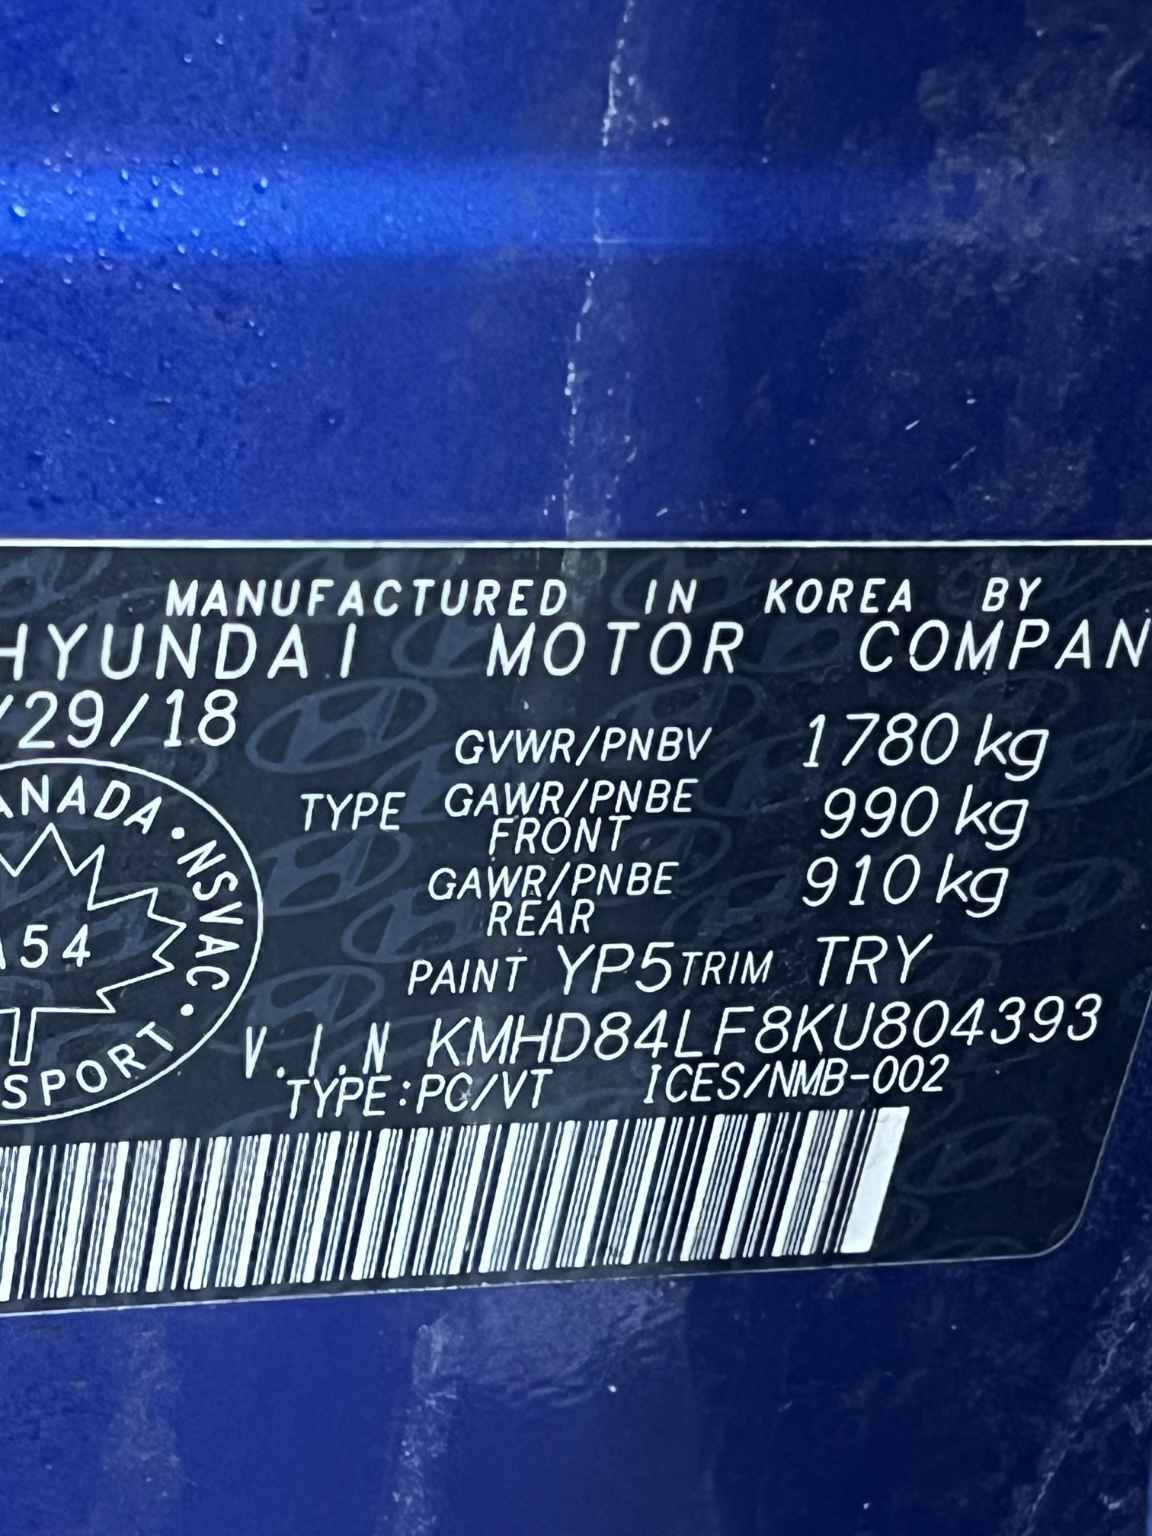 MANUFACTURED IN KOREA BY
HYUNDAI MOTOR COMPAN
/29/18
GVWR/PNBV 1780 kg
TYPE GAWR/PNBE FRONT 990 kg
GAWR/PNBE REAR 910 kg
PAINT YP5 TRIM TRY
V.I.N KMHD84LF8KU804393
TYPE:PC/VT ICES/NMB-002
ANADA · NSVAC ·
SPORT
54